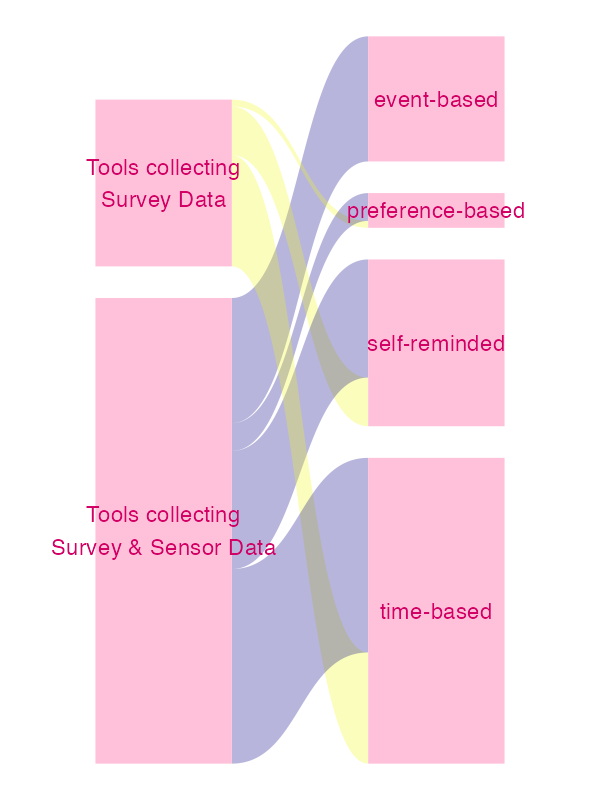 Tools collecting
Survey Data
Tools collecting
Survey & Sensor Data
event-based
preference-based
self-reminded
time-based